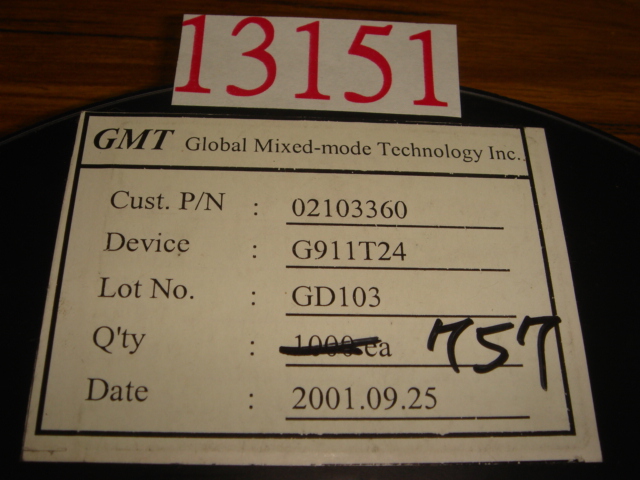 13151
GMT Global Mixed-mode Technology Inc.
Cust. P/N : 02103360
Device : G911T24
Lot No. : GD103
Q'ty : 1000 ea 757
Date : 2001.09.25